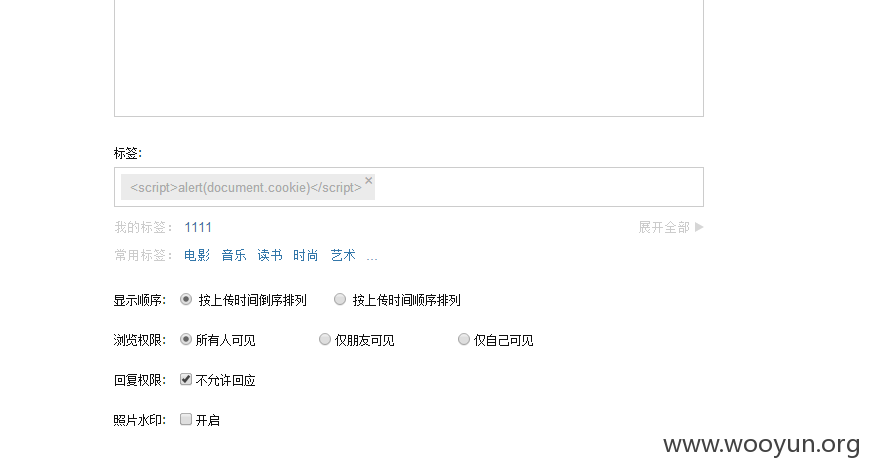 标签:
<script>alert(document.cookie)</script> ×
我的标签: 1111 展开全部 ▶
常用标签: 电影 音乐 读书 时尚 艺术 ...
显示顺序: 按上传时间倒序排列 按上传时间顺序排列
浏览权限: 所有人可见 仅朋友可见 仅自己可见
回复权限: 不允许回应
照片水印: 开启
www.wooyun.org